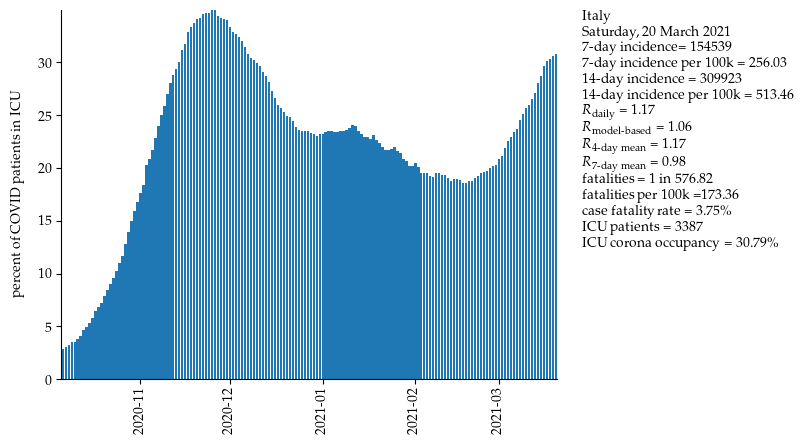 Italy
Saturday, 20 March 2021
7-day incidence= 154539
7-day incidence per 100k = 256.03
14-day incidence = 309923
14-day incidence per 100k = 513.46
R_daily = 1.17
R_model-based = 1.06
R_4-day mean = 1.17
R_7-day mean = 0.98
fatalities = 1 in 576.82
fatalities per 100k =173.36
case fatality rate = 3.75%
ICU patients = 3387
ICU corona occupancy = 30.79%
percent of COVID patients in ICU
30
25
20
15
10
5
0
2020-11
2020-12
2021-01
2021-02
2021-03